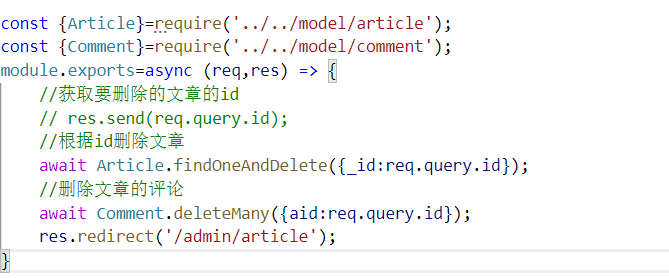 const {Article}=require('../../model/article');
const {Comment}=require('../../model/comment');
module.exports=async (req,res) => {
    //获取要删除的文章的id
    // res.send(req.query.id);
    //根据id删除文章
    await Article.findOneAndDelete({_id:req.query.id});
    //删除文章的评论
    await Comment.deleteMany({aid:req.query.id});
    res.redirect('/admin/article');
}